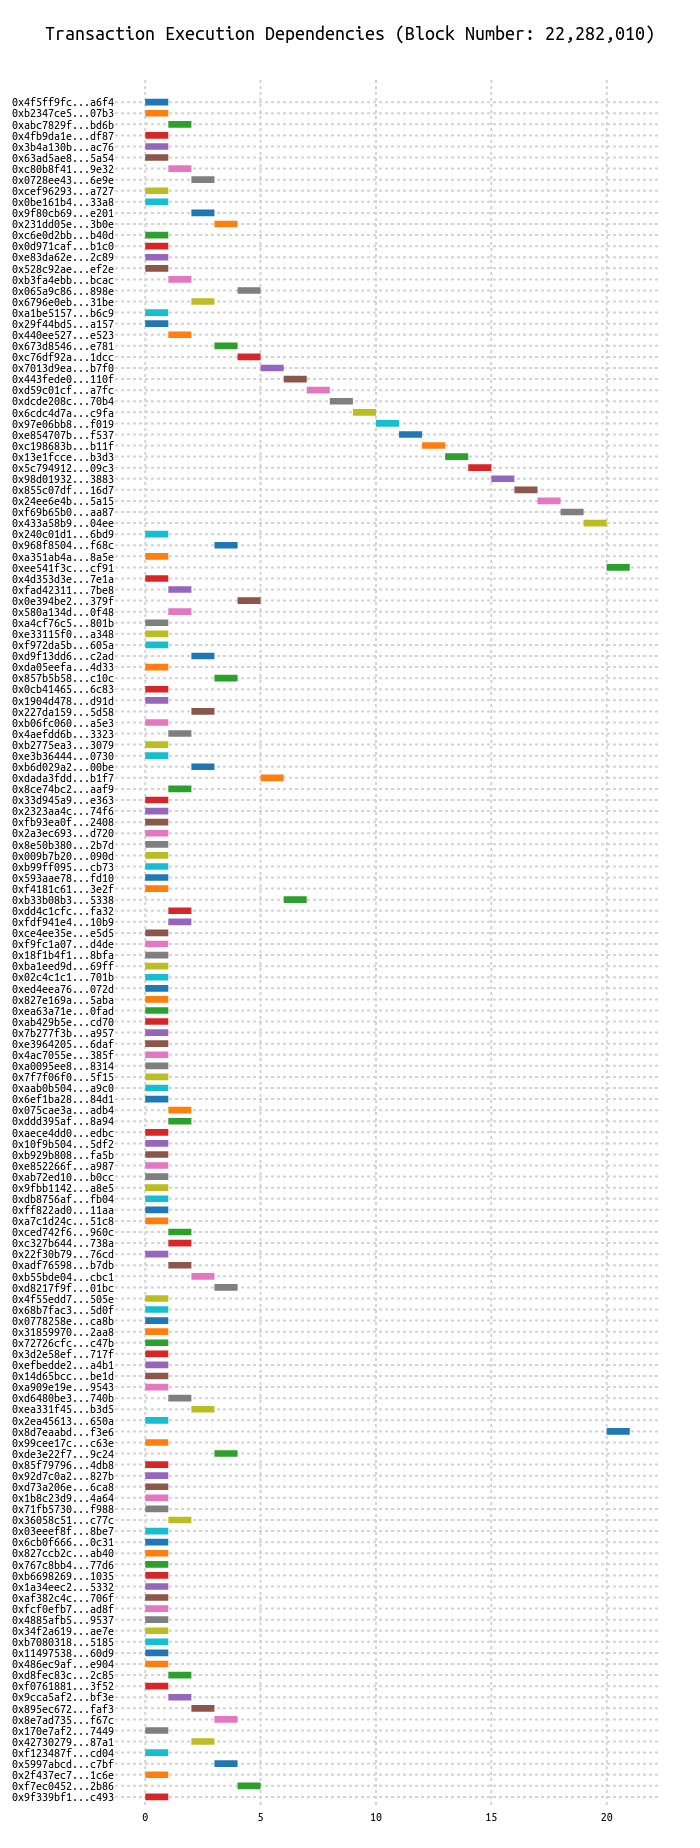 Transaction Execution Dependencies (Block Number: 22,282,010)
0x4f5ff9fc...a6f4
0xb2347ce5...07b3
0xabc7829f...bd6b
0x4fb9da1e...df87
0x3b4a130b...ac76
0x63ad5ae8...5a54
0xc80b8f41...9e32
0x0728ee43...6e9e
0xcef96293...a727
0x0be161b4...33a8
0x9f80cb69...e201
0x231dd05e...3b0e
0xc6e0d2bb...b40d
0x0d971caf...b1c0
0xe83da62e...2c89
0x528c92ae...ef2e
0xb3fa4ebb...bcac
0x065a9c86...898e
0x6796e0eb...31be
0xa1be5157...b6c9
0x29f44bd5...a157
0x440ee527...e523
0x673d8546...e781
0xc76df92a...1dcc
0x7013d9ea...b7f0
0x443fede0...110f
0xd59c01cf...a7fc
0xdcde208c...70b4
0x6cdc4d7a...c9fa
0x97e06bb8...f019
0xe854707b...f537
0xc198683b...b11f
0x13e1fcce...b3d3
0x5c794912...09c3
0x98d01932...3883
0x855c07df...16d7
0x24ee6e4b...5a15
0xf69b65b0...aa87
0x433a58b9...04ee
0x240c01d1...6bd9
0x968f8504...f68c
0xa351ab4a...8a5e
0xee541f3c...cf91
0x4d353d3e...7e1a
0xfad42311...7be8
0x0e394be2...379f
0x580a134d...0f48
0xa4cf76c5...801b
0xe33115f0...a348
0xf972da5b...605a
0xd9f13dd6...c2ad
0xda05eefa...4d33
0x857b5b58...c10c
0x0cb41465...6c83
0x1904d478...d91d
0x227da159...5d58
0xb06fc060...a5e3
0x4aefdd6b...3323
0xb2775ea3...3079
0xe3b36444...0730
0xb6d029a2...00be
0xdada3fdd...b1f7
0x8ce74bc2...aaf9
0x33d945a9...e363
0x2323aa4c...74f6
0xfb93ea0f...2408
0x2a3ec693...d720
0x8e50b380...2b7d
0x009b7b20...090d
0xb99ff095...cb73
0x593aae78...fd10
0xf4181c61...3e2f
0xb33b08b3...5338
0xdd4c1cfc...fa32
0xfdf941e4...10b9
0xce4ee35e...e5d5
0xf9fc1a07...d4de
0x18f1b4f1...8bfa
0xba1eed9d...69ff
0x02c4c1c1...701b
0xed4eea76...072d
0x827e169a...5aba
0xea63a71e...0fad
0xab429b5e...cd70
0x7b277f3b...a957
0xe3964205...6daf
0x4ac7055e...385f
0xa0095ee8...8314
0x7f7f06f0...5f15
0xaab0b504...a9c0
0x6ef1ba28...84d1
0x075cae3a...adb4
0xddd395af...8a94
0xaece4dd0...edbc
0x10f9b504...5df2
0xb929b808...fa5b
0xe852266f...a987
0xab72ed10...b0cc
0x9fbb1142...a8e5
0xdb8756af...fb04
0xff822ad0...11aa
0xa7c1d24c...51c8
0xced742f6...960c
0xc327b644...738a
0x22f30b79...76cd
0xadf76598...b7db
0xb55bde04...cbc1
0xd8217f9f...01bc
0x4f55edd7...505e
0x68b7fac3...5d0f
0x0778258e...ca8b
0x31859970...2aa8
0x72726cfc...c47b
0x3d2e58ef...717f
0xefbedde2...a4b1
0x14d65bcc...be1d
0xa909e19e...9543
0xd6480be3...740b
0xea331f45...b3d5
0x2ea45613...650a
0x8d7eaabd...f3e6
0x99cee17c...c63e
0xde3e22f7...9c24
0x85f79796...4db8
0x92d7c0a2...827b
0xd73a206e...6ca8
0x1b8c23d9...4a64
0x71fb5730...f988
0x36058c51...c77c
0x03eeef8f...8be7
0x6cb0f666...0c31
0x827ccb2c...ab40
0x767c8bb4...77d6
0xb6698269...1035
0x1a34eec2...5332
0xaf382c4c...706f
0xfcf0efb7...ad8f
0x4885afb5...9537
0x34f2a619...ae7e
0xb7080318...5185
0x11497538...60d9
0x486ec9af...e904
0xd8fec83c...2c85
0xf0761881...3f52
0x9cca5af2...bf3e
0x895ec672...faf3
0x8e7ad735...f67c
0x170e7af2...7449
0x42730279...87a1
0xf123487f...cd04
0x5997abcd...c7bf
0x2f437ec7...1c6e
0xf7ec0452...2b86
0x9f339bf1...c493
0 5 10 15 20